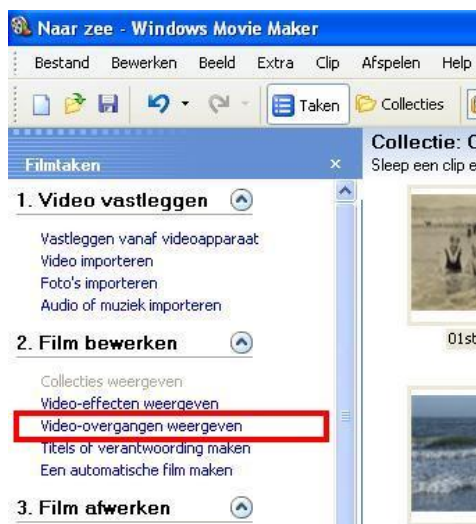 Naar zee - Windows Movie Maker
Bestand Bewerken Beeld Extra Clip Afspelen Help
Taken Collecties
Filmtaken
Collectie: C
Sleep een clip e
1. Video vastleggen
Vastleggen vanaf videoapparaat
Video importeren
Foto's importeren
Audio of muziek importeren
2. Film bewerken
Collecties weergeven
Video-effecten weergeven
Video-overgangen weergeven
Titels of verantwoording maken
Een automatische film maken
3. Film afwerken
01st